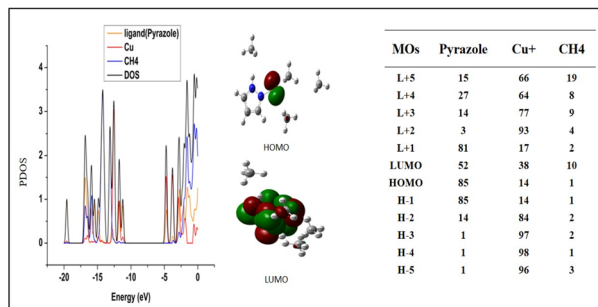 ligand(Pyrazole)
Cu
CH4
DOS
4
3
2
1
0
PDOS
-20
-15
-10
-5
0
Energy (eV)
H
N
HOMO
LUMO
MOs Pyrazole Cu+ CH4
L+5 15 66 19
L+4 27 64 8
L+3 14 77 9
L+2 3 93 4
L+1 81 17 2
LUMO 52 38 10
HOMO 85 14 1
H-1 85 14 1
H-2 14 84 2
H-3 1 97 2
H-4 1 98 1
H-5 1 96 3